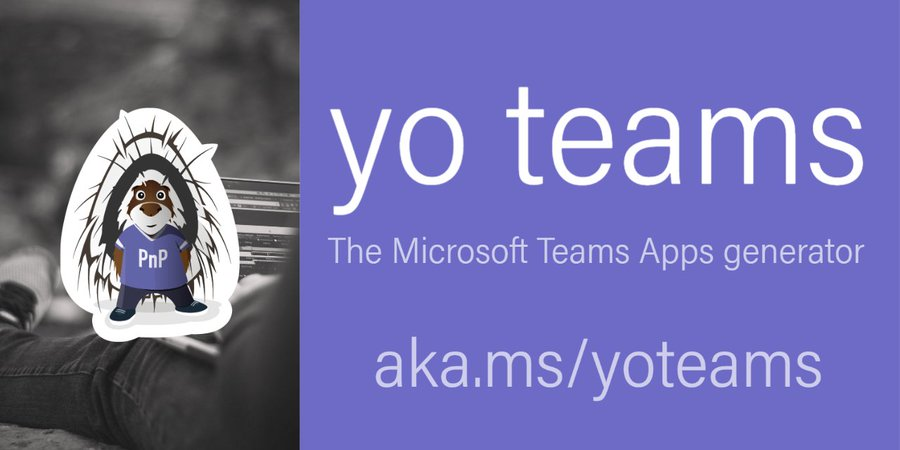 PnP
yo teams
The Microsoft Teams Apps generator
aka.ms/yoteams